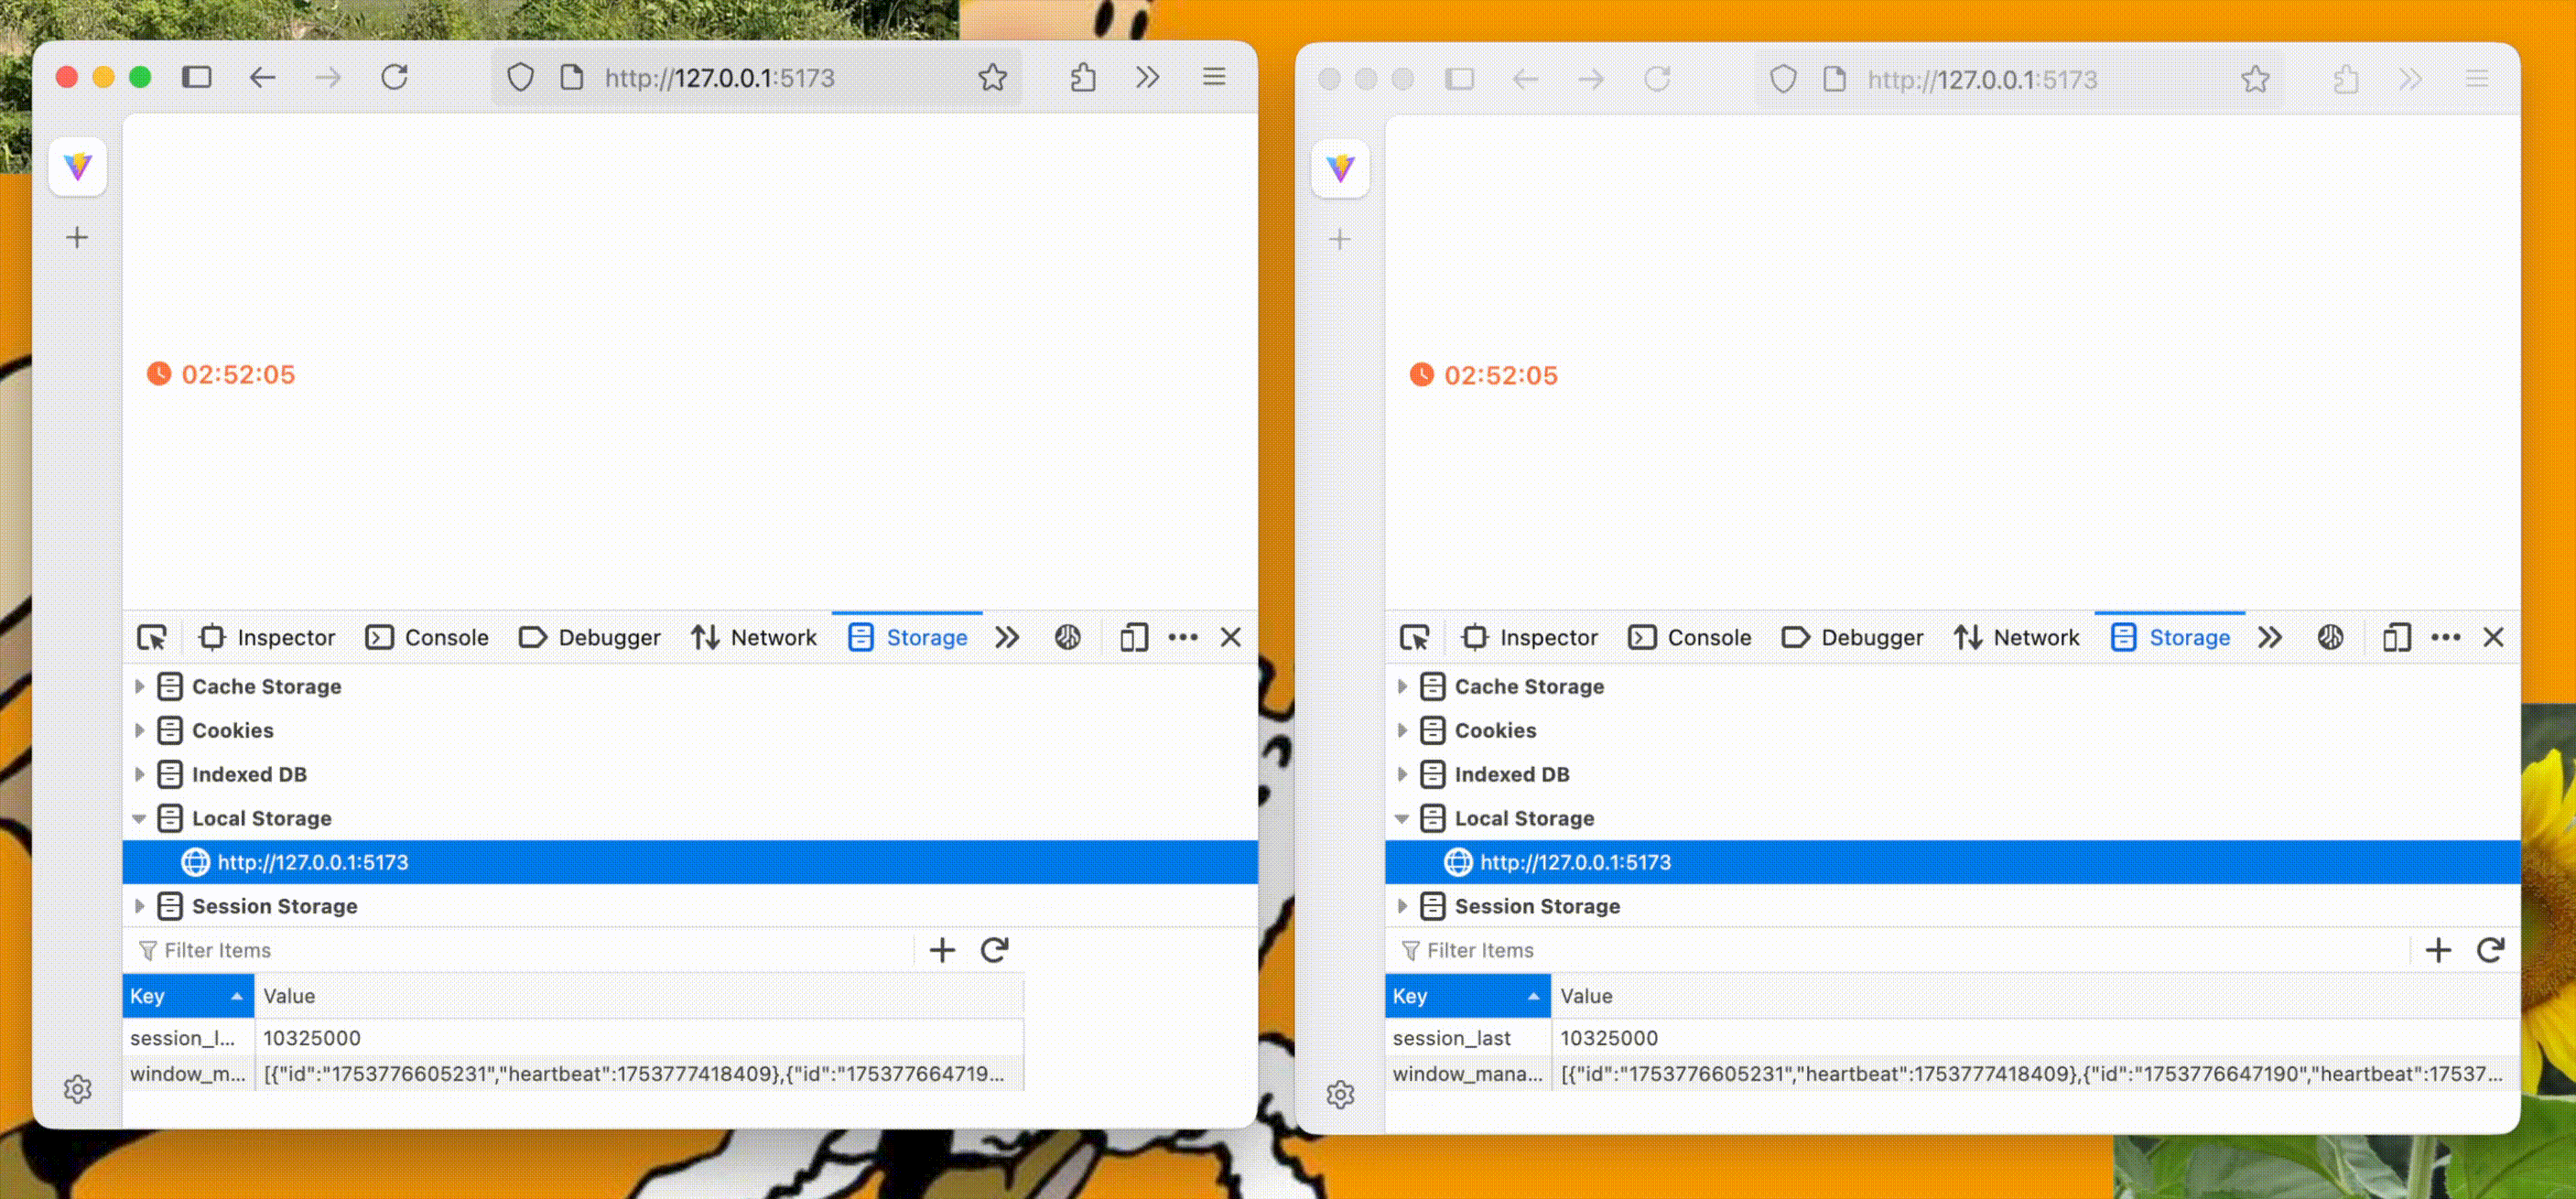 http://127.0.0.1:5173
02:52:05
Inspector Console Debugger Network Storage
Cache Storage
Cookies
Indexed DB
Local Storage
http://127.0.0.1:5173
Session Storage
Filter Items
Key Value
session_l... 10325000
window_m... [{"id":"1753776605231","heartbeat":1753777418409},{"id":"175377664719...
http://127.0.0.1:5173
02:52:05
Inspector Console Debugger Network Storage
Cache Storage
Cookies
Indexed DB
Local Storage
http://127.0.0.1:5173
Session Storage
Filter Items
Key Value
session_last 10325000
window_mana... [{"id":"1753776605231","heartbeat":1753777418409},{"id":"1753776647190","heartbeat":17537...